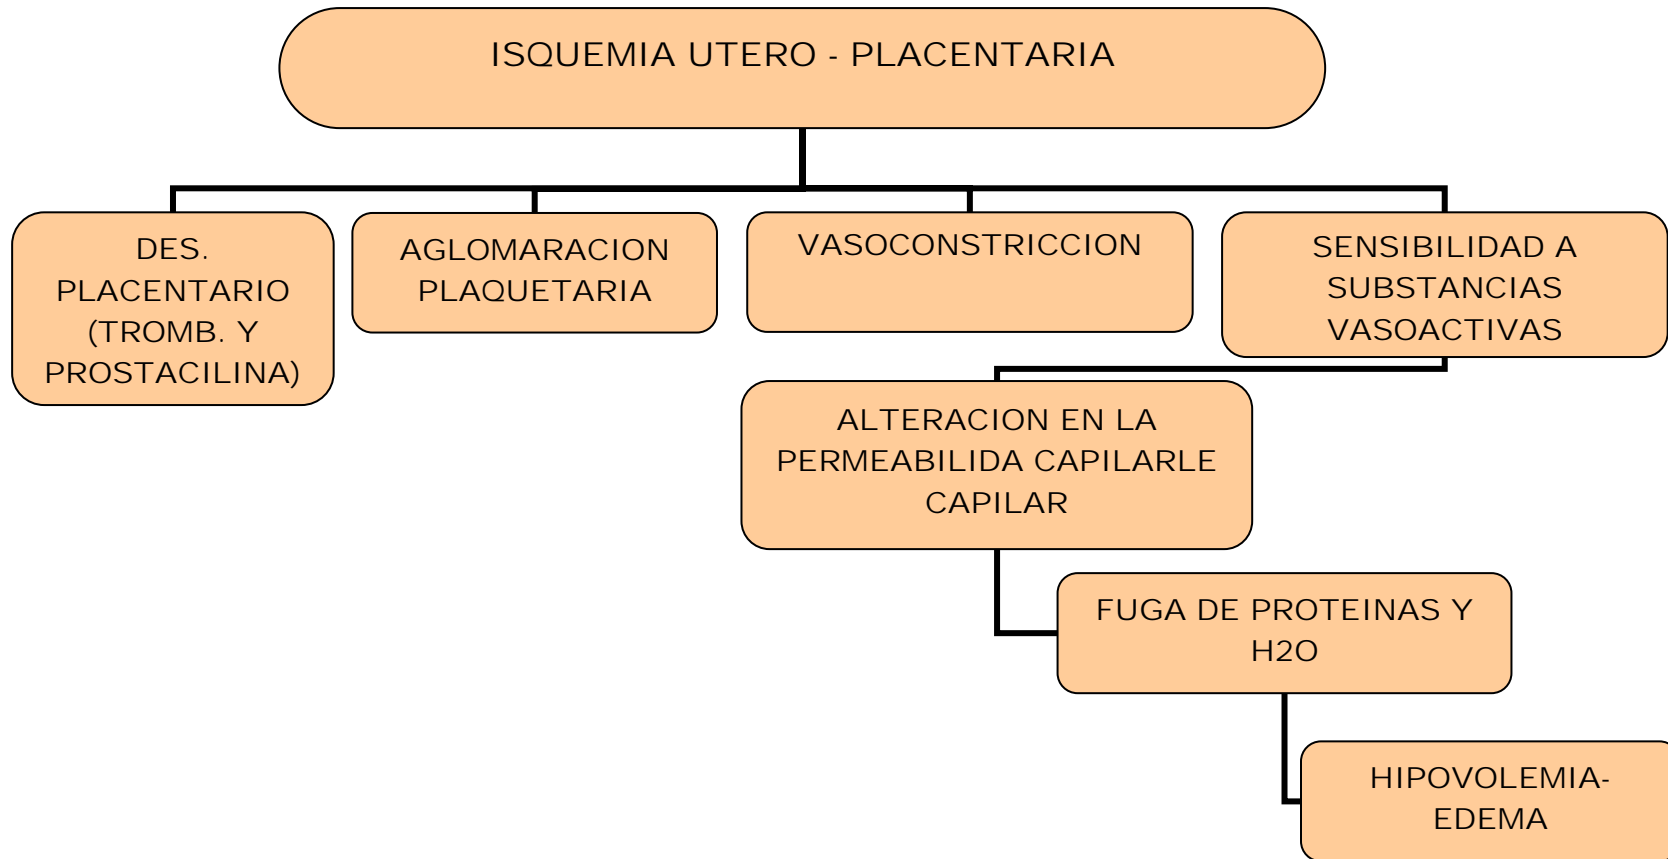 ISQUEMIA UTERO - PLACENTARIA
DES.
PLACENTARIO
(TROMB. Y
PROSTACILINA)
AGLOMARACION
PLAQUETARIA
VASOCONSTRICCION
SENSIBILIDAD A
SUBSTANCIAS
VASOACTIVAS
ALTERACION EN LA
PERMEABILIDA CAPILARLE
CAPILAR
FUGA DE PROTEINAS Y
H2O
HIPOVOLEMIA-
EDEMA